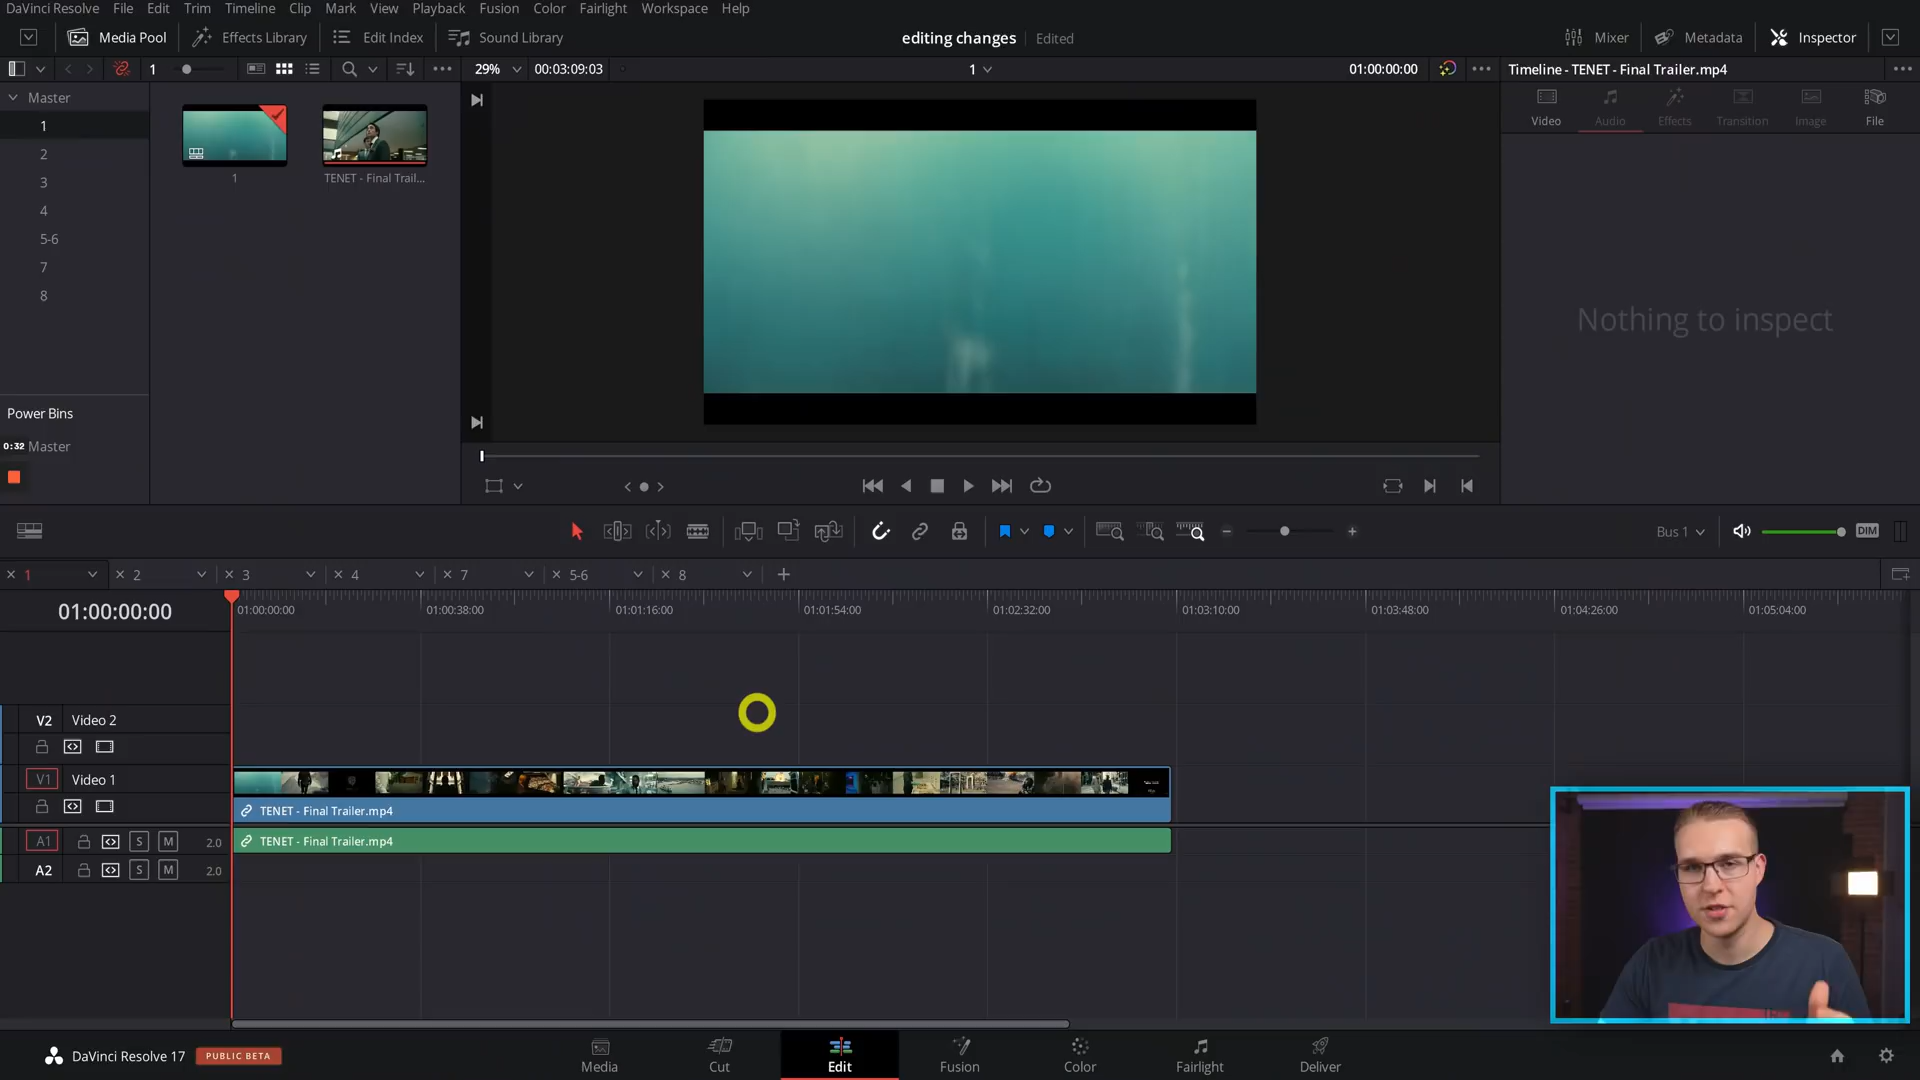 DaVinci Resolve File Edit Trim Timeline Clip Mark View Playback Fusion Color Fairlight Workspace Help
Media Pool Effects Library Edit Index Sound Library editing changes Edited Mixer Metadata Inspector
1 29% 00:03:09:03 1 01:00:00:00 Timeline - TENET - Final Trailer.mp4
Master
1
2
3
4
5-6
7
8
1 TENET - Final Trail...
Video Audio Effects Transition Image File
Nothing to inspect
Power Bins
0:32 Master
Bus 1 DIM
1 2 3 4 7 5-6 8
01:00:00:00
01:00:00:00 01:00:38:00 01:01:16:00 01:01:54:00 01:02:32:00 01:03:10:00 01:03:48:00 01:04:26:00 01:05:04:00
V2 Video 2
V1 Video 1
TENET - Final Trailer.mp4
A1 S M 2.0 TENET - Final Trailer.mp4
A2 S M 2.0
DaVinci Resolve 17 PUBLIC BETA
Media Cut Edit Fusion Color Fairlight Deliver